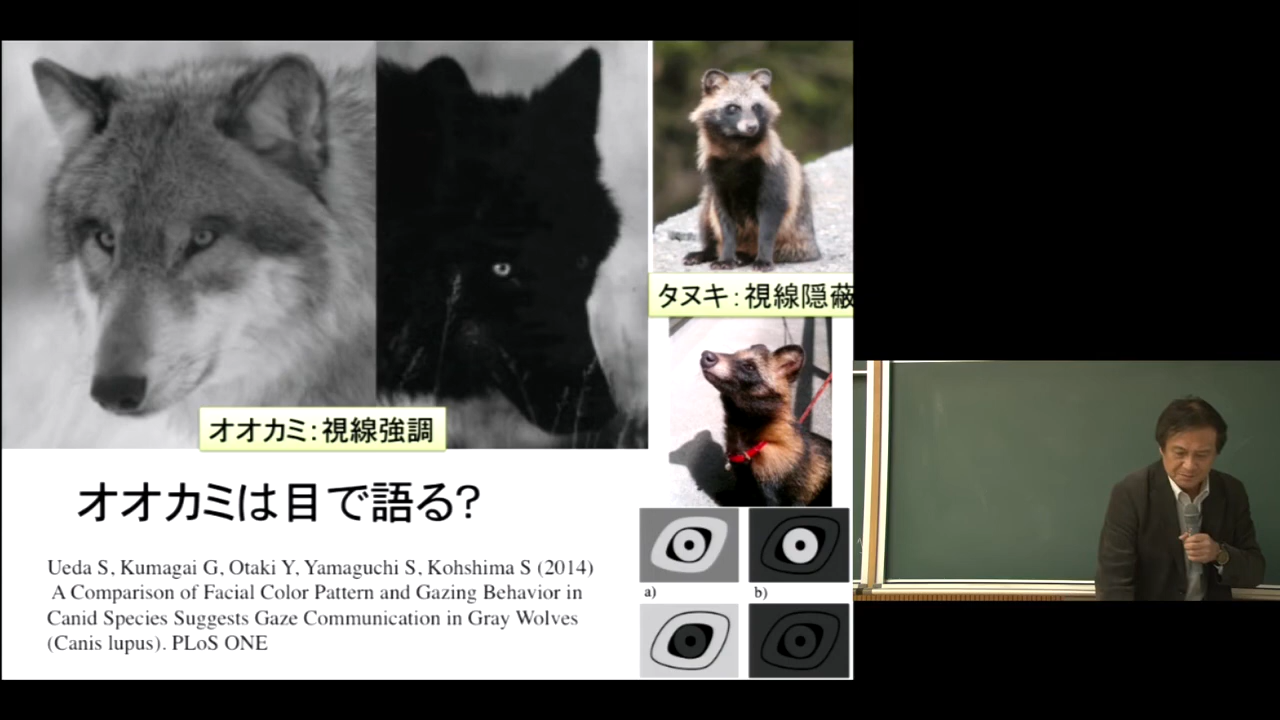 タヌキ：視線隠蔽
オオカミ：視線強調
オオカミは目で語る？
Ueda S, Kumagai G, Otaki Y, Yamaguchi S, Kohshima S (2014)
A Comparison of Facial Color Pattern and Gazing Behavior in
Canid Species Suggests Gaze Communication in Gray Wolves
(Canis lupus). PLoS ONE
a)
b)